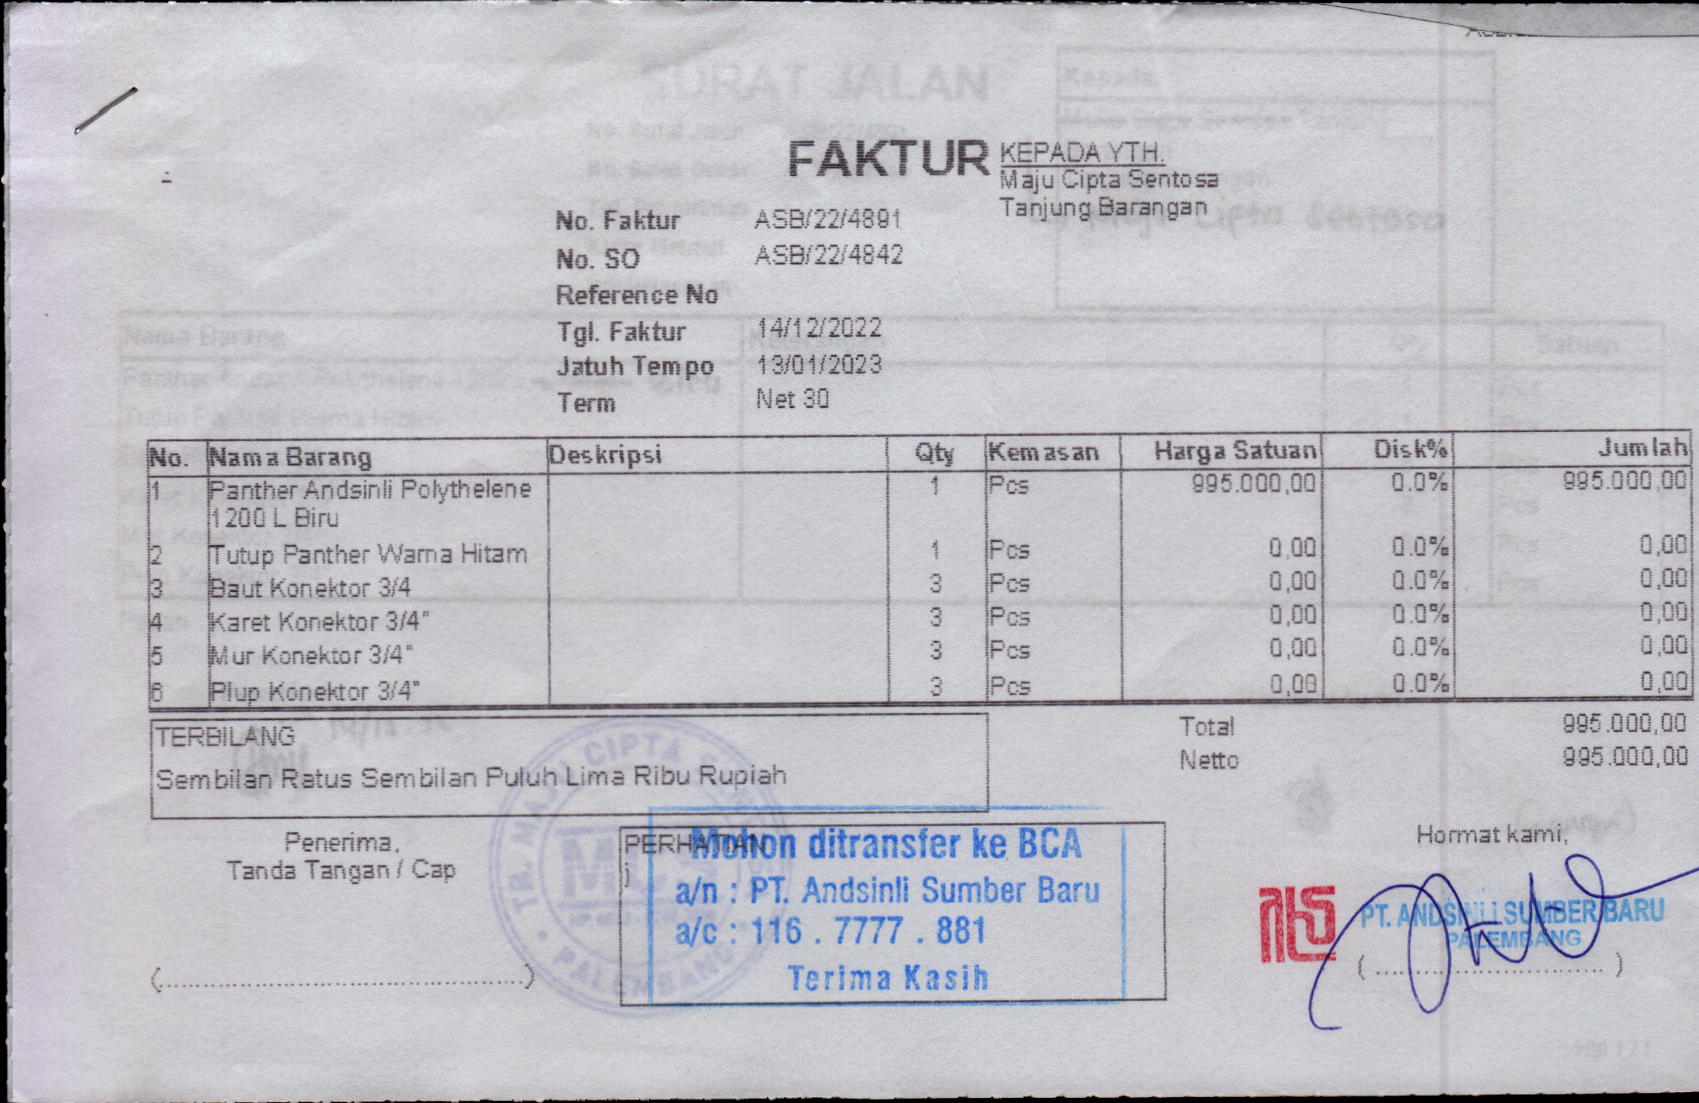 FAKTUR
KEPADA YTH.
Maju Cipta Sentosa
Tanjung Barangan
No. Faktur ASB/22/4891
No. SO ASB/22/4842
Reference No
Tgl. Faktur 14/12/2022
Jatuh Tempo 13/01/2023
Term Net 30
No. Nama Barang Deskripsi Qty Kemasan Harga Satuan Disk% Jumlah
1 Panther Andsinli Polythelene 1 Pcs 995.000,00 0.0% 995.000,00
1200 L Biru
2 Tutup Panther Warna Hitam 1 Pcs 0,00 0.0% 0,00
3 Baut Konektor 3/4 3 Pcs 0,00 0.0% 0,00
4 Karet Konektor 3/4" 3 Pcs 0,00 0.0% 0,00
5 Mur Konektor 3/4" 3 Pcs 0,00 0.0% 0,00
6 Plup Konektor 3/4" 3 Pcs 0,00 0.0% 0,00
TERBILANG
Sembilan Ratus Sembilan Puluh Lima Ribu Rupiah
Total 995.000,00
Netto 995.000,00
Penerima,
Tanda Tangan / Cap
(................................................)
PERHATIAN
Mohon ditransfer ke BCA
a/n : PT. Andsinli Sumber Baru
a/c : 116 . 7777 . 881
Terima Kasih
TB. MAJU CIPTA
PALEMBANG
Hormat kami,
PT. ANDSINLI SUMBER BARU
PALEMBANG
(..............................)
SURAT JALAN
Kepada
Nama Barang
Satuan